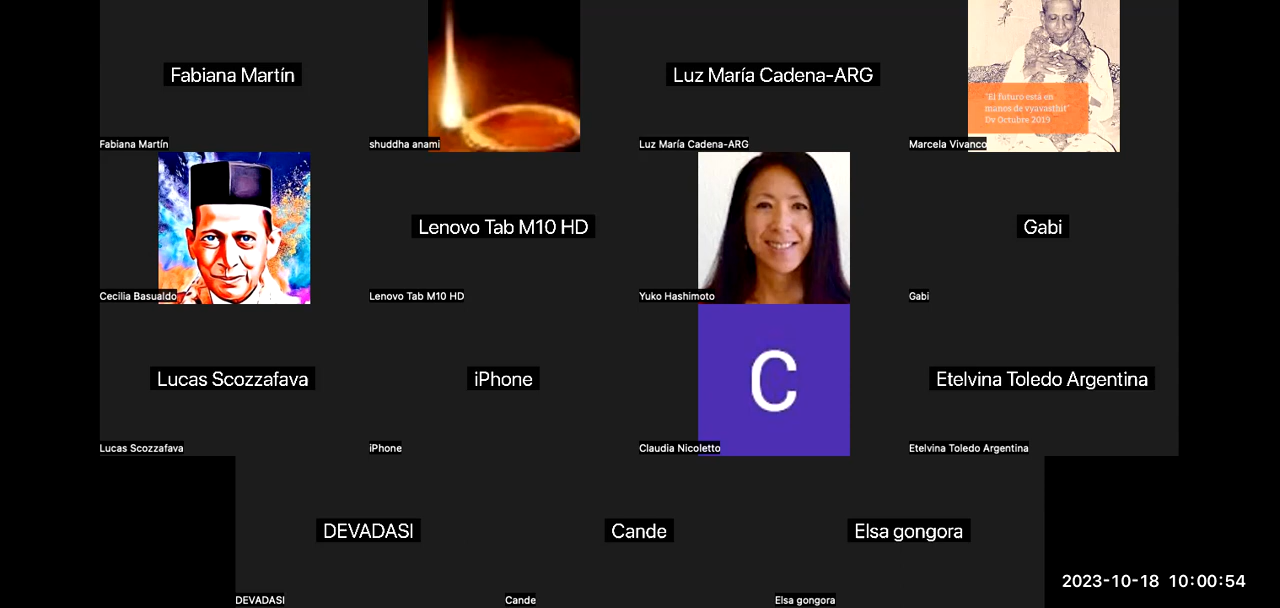 Fabiana Martín
Luz María Cadena-ARG
"El futuro está en
manos de vyavasthit"
Dv Octubre 2019
Fabiana Martín
shuddha anami
Luz María Cadena-ARG
Marcela Vivanco
Lenovo Tab M10 HD
Gabi
Cecilia Basualdo
Lenovo Tab M10 HD
Yuko Hashimoto
Gabi
Lucas Scozzafava
iPhone
C
Etelvina Toledo Argentina
Lucas Scozzafava
iPhone
Claudia Nicoletto
Etelvina Toledo Argentina
DEVADASI
Cande
Elsa gongora
2023-10-18 10:00:54
DEVADASI
Cande
Elsa gongora